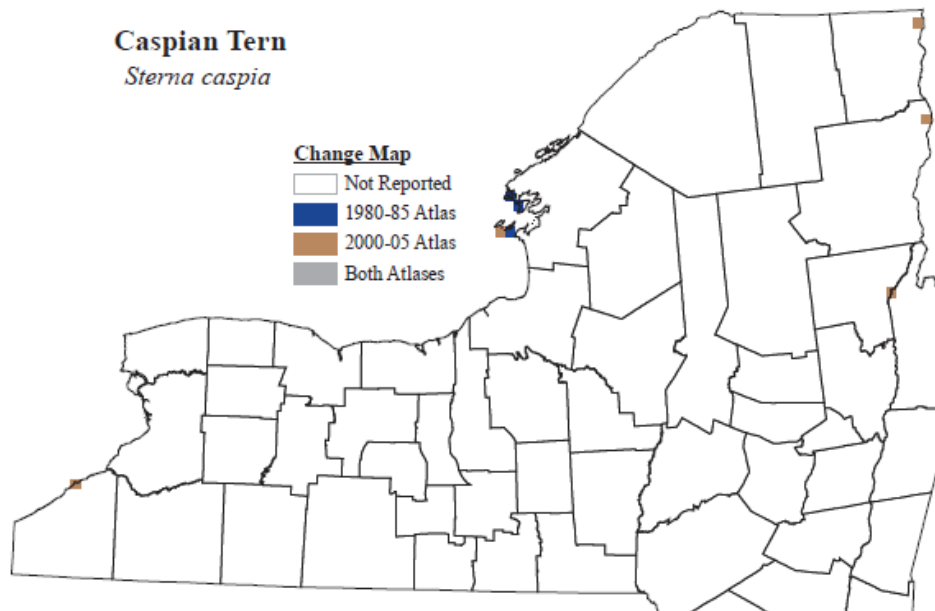 Caspian Tern
Sterna caspia
Change Map
Not Reported
1980-85 Atlas
2000-05 Atlas
Both Atlases